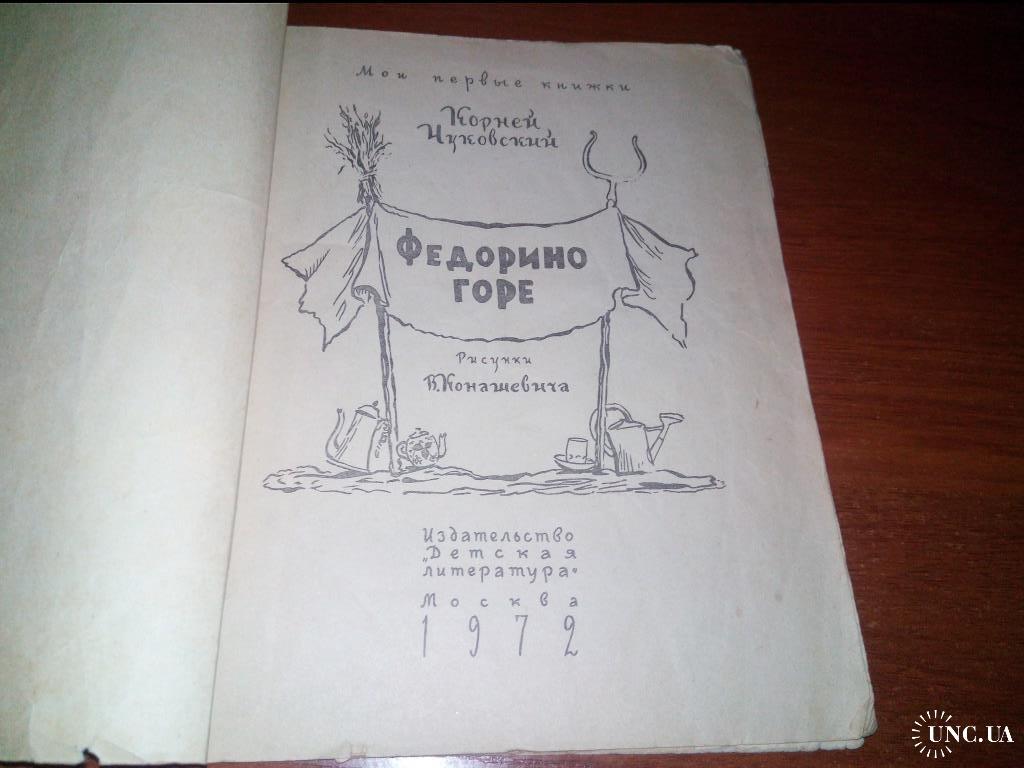 Мои первые книжки
Корней
Чуковский
ФЕДОРИНО
ГОРЕ
Рисунки
В. Конашевича
Издательство
„Детская
литература“
Москва
1972
UNC.UA